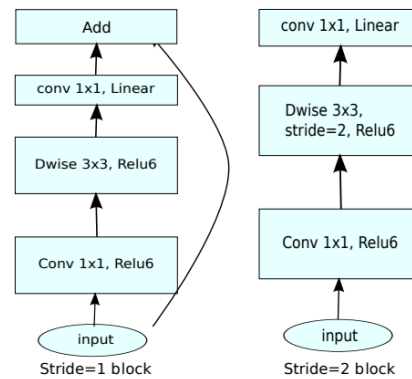 Add
conv 1x1, Linear
Dwise 3x3, Relu6
Conv 1x1, Relu6
input
Stride=1 block
conv 1x1, Linear
Dwise 3x3,
stride=2, Relu6
Conv 1x1, Relu6
input
Stride=2 block